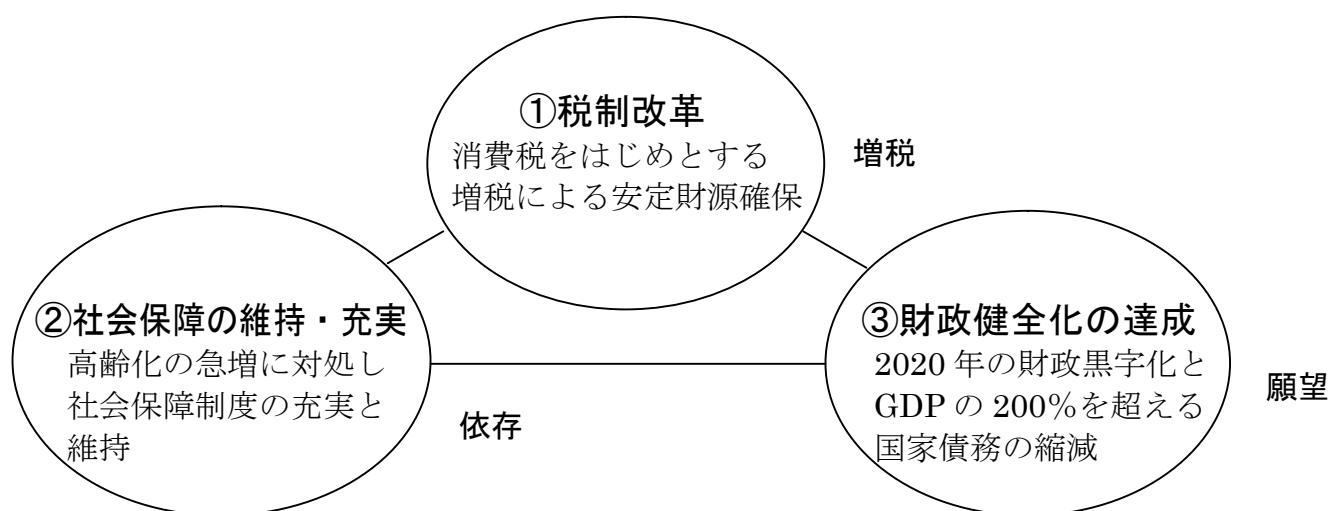 ①税制改革
消費税をはじめとする
増税による安定財源確保
増税
②社会保障の維持・充実
高齢化の急増に対処し
社会保障制度の充実と
維持
依存
③財政健全化の達成
2020 年の財政黒字化と
GDP の 200％を超える
国家債務の縮減
願望